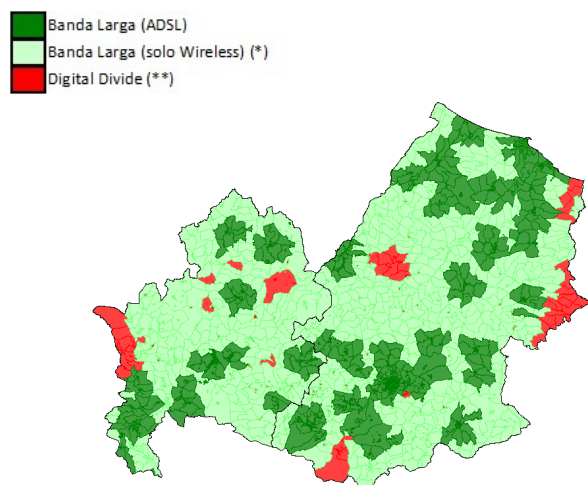 Banda Larga (ADSL)
Banda Larga (solo Wireless) (*)
Digital Divide (**)